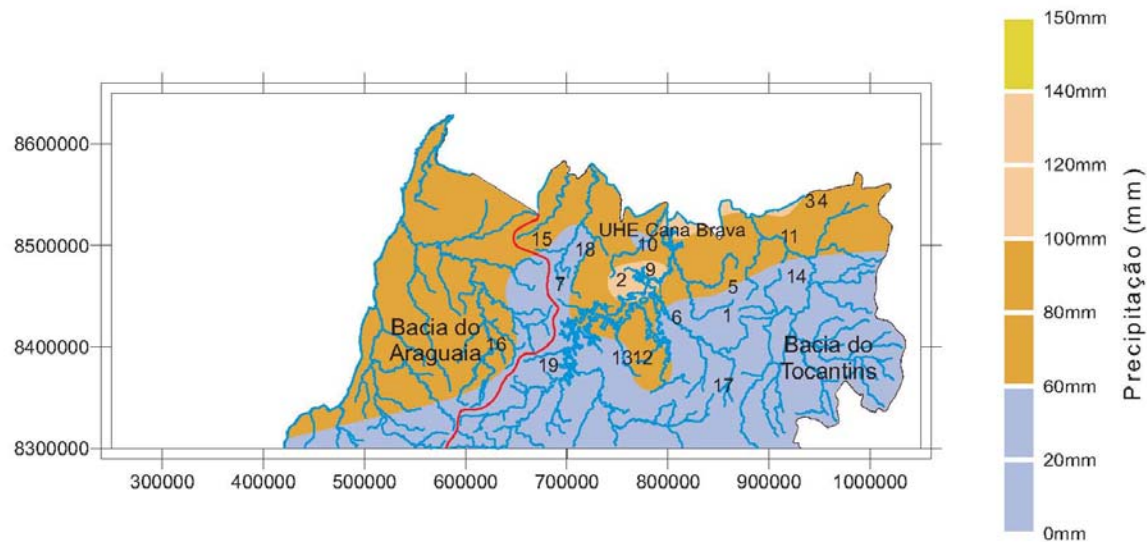 150mm
140mm
120mm
100mm
80mm
60mm
20mm
0mm
Precipitação (mm)
8600000
8500000
8400000
8300000
34
UHE Cana Brava
15
18
10
11
2
9
14
7
5
6
1
Bacia do
Araguaia
16
19
1312
17
Bacia do
Tocantins
300000 400000 500000 600000 700000 800000 900000 1000000